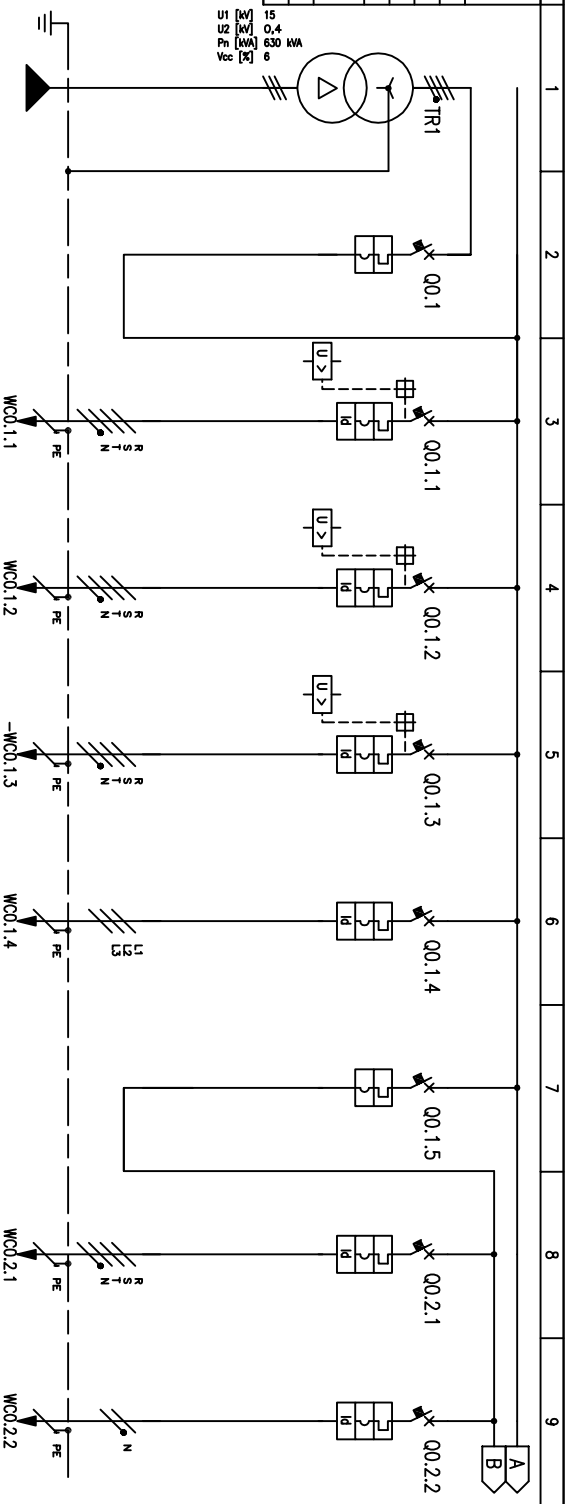 U1 [kV] 15
U2 [kV] 0,4
Pn [kVA] 630 kVA
Vcc [%] 6
1
TR1
2
Q0.1
3
Q0.1.1
U >
Id
R
S
T
N
PE
WC0.1.1
4
Q0.1.2
U >
Id
R
S
T
N
PE
WC0.1.2
5
Q0.1.3
U >
Id
R
S
T
N
PE
-WC0.1.3
6
Q0.1.4
Id
L1
L2
L3
PE
WC0.1.4
7
Q0.1.5
8
Q0.2.1
Id
R
S
T
N
PE
WC0.2.1
9
Q0.2.2
Id
N
PE
WC0.2.2
A
B